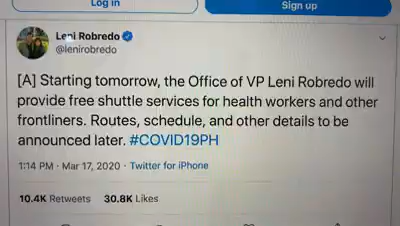 Log in
Sign up
Leni Robredo
@lenirobredo
[A] Starting tomorrow, the Office of VP Leni Robredo will
provide free shuttle services for health workers and other
frontliners. Routes, schedule, and other details to be
announced later. #COVID19PH
1:14 PM · Mar 17, 2020 · Twitter for iPhone
10.4K Retweets 30.8K Likes